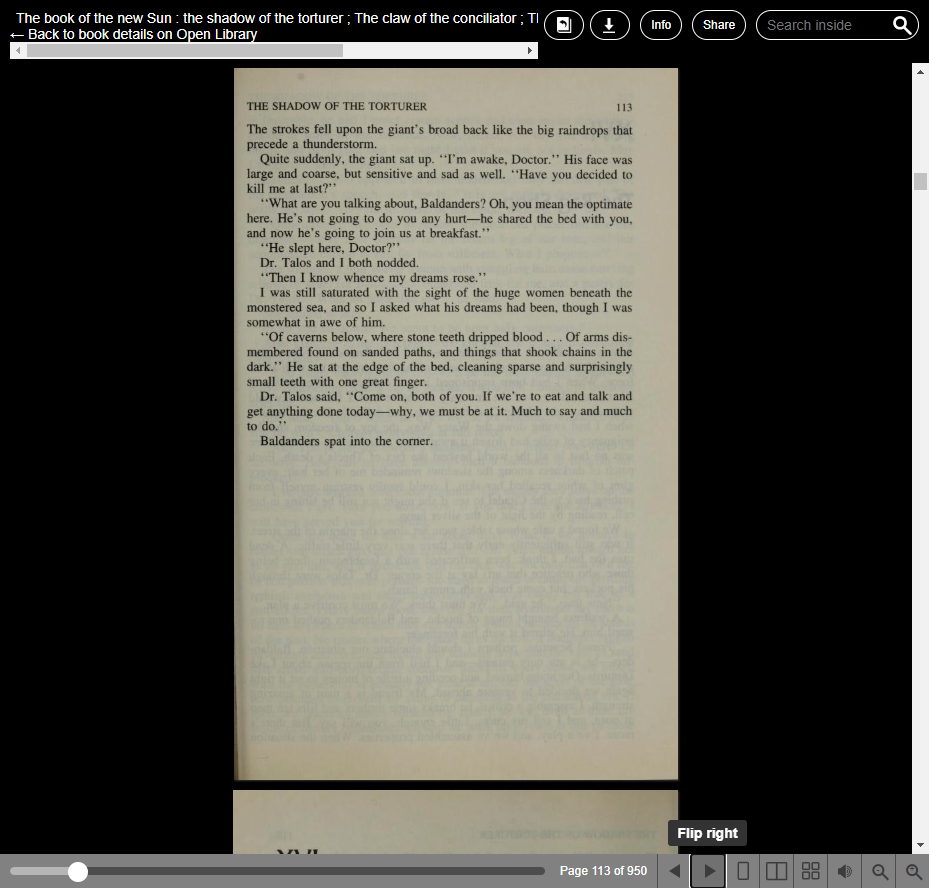 The book of the new Sun : the shadow of the torturer ; The claw of the conciliator ; Tl
← Back to book details on Open Library
Info
Share
Search inside
THE SHADOW OF THE TORTURER 113
The strokes fell upon the giant's broad back like the big raindrops that
precede a thunderstorm.
Quite suddenly, the giant sat up. ‘‘I'm awake, Doctor.’’ His face was
large and coarse, but sensitive and sad as well. ‘‘Have you decided to
kill me at last?’’
‘‘What are you talking about, Baldanders? Oh, you mean the optimate
here. He's not going to do you any hurt—he shared the bed with you,
and now he's going to join us at breakfast.’’
‘‘He slept here, Doctor?’’
Dr. Talos and I both nodded.
‘‘Then I know whence my dreams rose.’’
I was still saturated with the sight of the huge women beneath the
monstered sea, and so I asked what his dreams had been, though I was
somewhat in awe of him.
‘‘Of caverns below, where stone teeth dripped blood . . . Of arms dis-
membered found on sanded paths, and things that shook chains in the
dark.’’ He sat at the edge of the bed, cleaning sparse and surprisingly
small teeth with one great finger.
Dr. Talos said, ‘‘Come on, both of you. If we're to eat and talk and
get anything done today—why, we must be at it. Much to say and much
to do.’’
Baldanders spat into the corner.
Flip right
Page 113 of 950